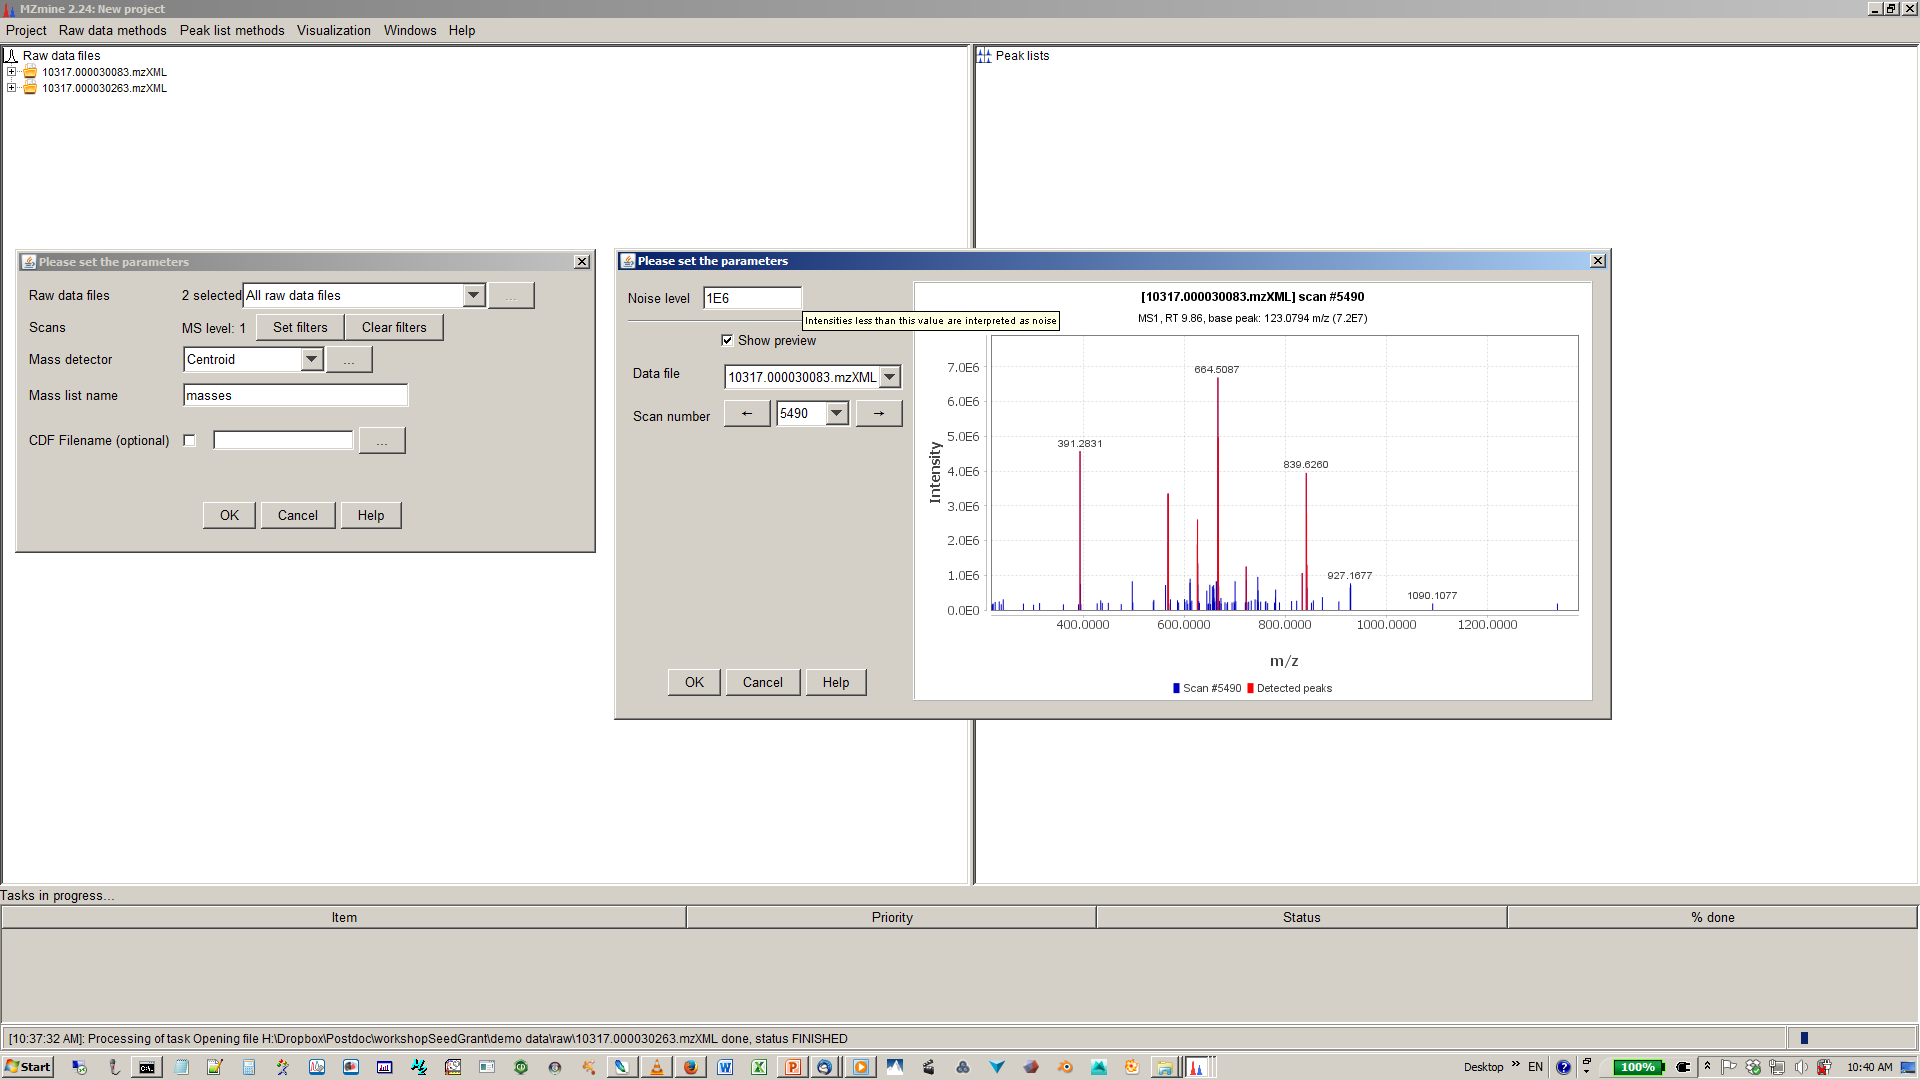 MZmine 2.24: New project
Project Raw data methods Peak list methods Visualization Windows Help
Raw data files
10317.000030083.mzXML
10317.000030263.mzXML
Peak lists
Please set the parameters
Raw data files 2 selected All raw data files ...
Scans MS level: 1 Set filters Clear filters
Mass detector Centroid ...
Mass list name masses
CDF Filename (optional) ...
OK Cancel Help
Please set the parameters
Noise level 1E6
Intensities less than this value are interpreted as noise
Show preview
Data file 10317.000030083.mzXML
Scan number ← 5490 →
OK Cancel Help
[10317.000030083.mzXML] scan #5490
MS1, RT 9.86, base peak: 123.0794 m/z (7.2E7)
Intensity
7.0E6
6.0E6
5.0E6
4.0E6
3.0E6
2.0E6
1.0E6
0.0E0
664.5087
391.2831
839.6260
927.1677
1090.1077
400.0000 600.0000 800.0000 1000.0000 1200.0000
m/z
Scan #5490 Detected peaks
Tasks in progress...
Item Priority Status % done
[10:37:32 AM]: Processing of task Opening file H:\Dropbox\Postdoc\workshopSeedGrant\demo data\raw\10317.000030263.mzXML done, status FINISHED
Start Desktop » EN 100% 10:40 AM